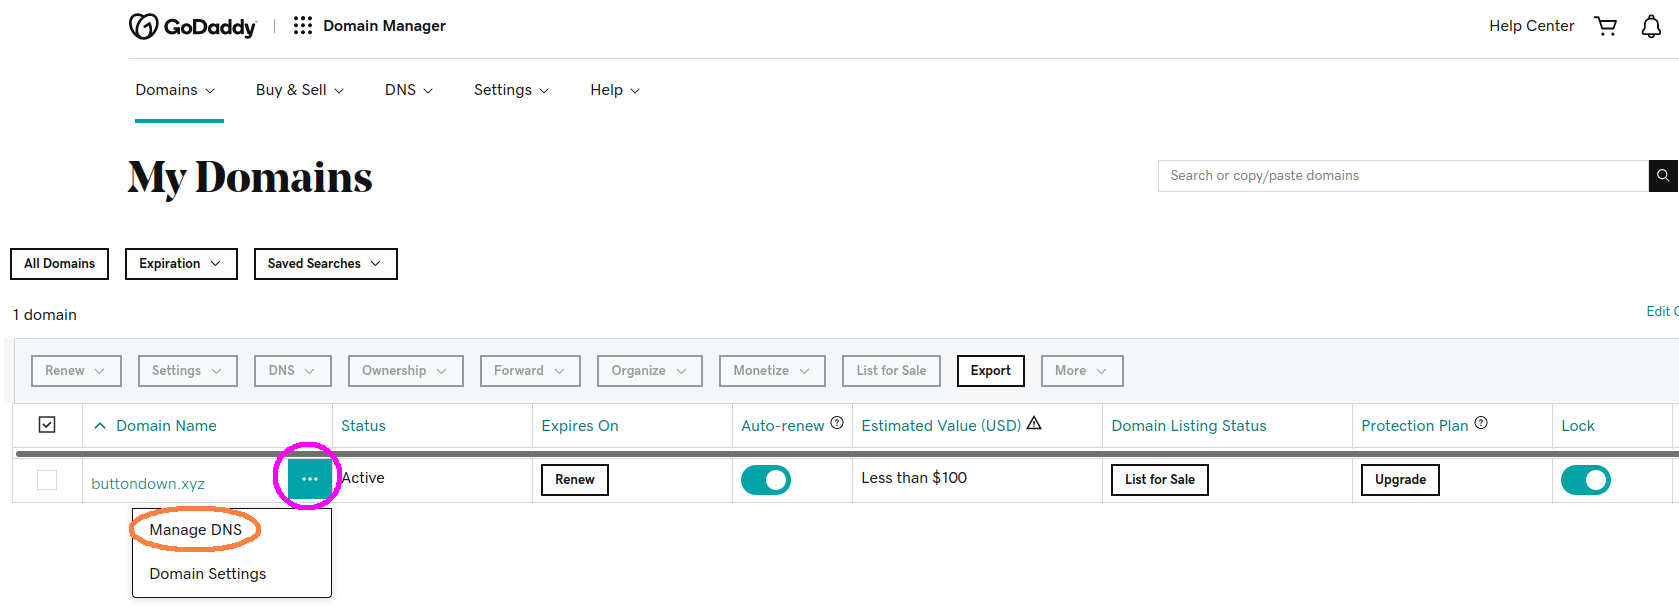 GoDaddy Domain Manager Help Center
Domains Buy & Sell DNS Settings Help
My Domains
Search or copy/paste domains
All Domains Expiration Saved Searches
1 domain
Edit
Renew Settings DNS Ownership Forward Organize Monetize List for Sale Export More
Domain Name Status Expires On Auto-renew Estimated Value (USD) Domain Listing Status Protection Plan Lock
buttondown.xyz ... Active Renew Less than $100 List for Sale Upgrade
Manage DNS
Domain Settings